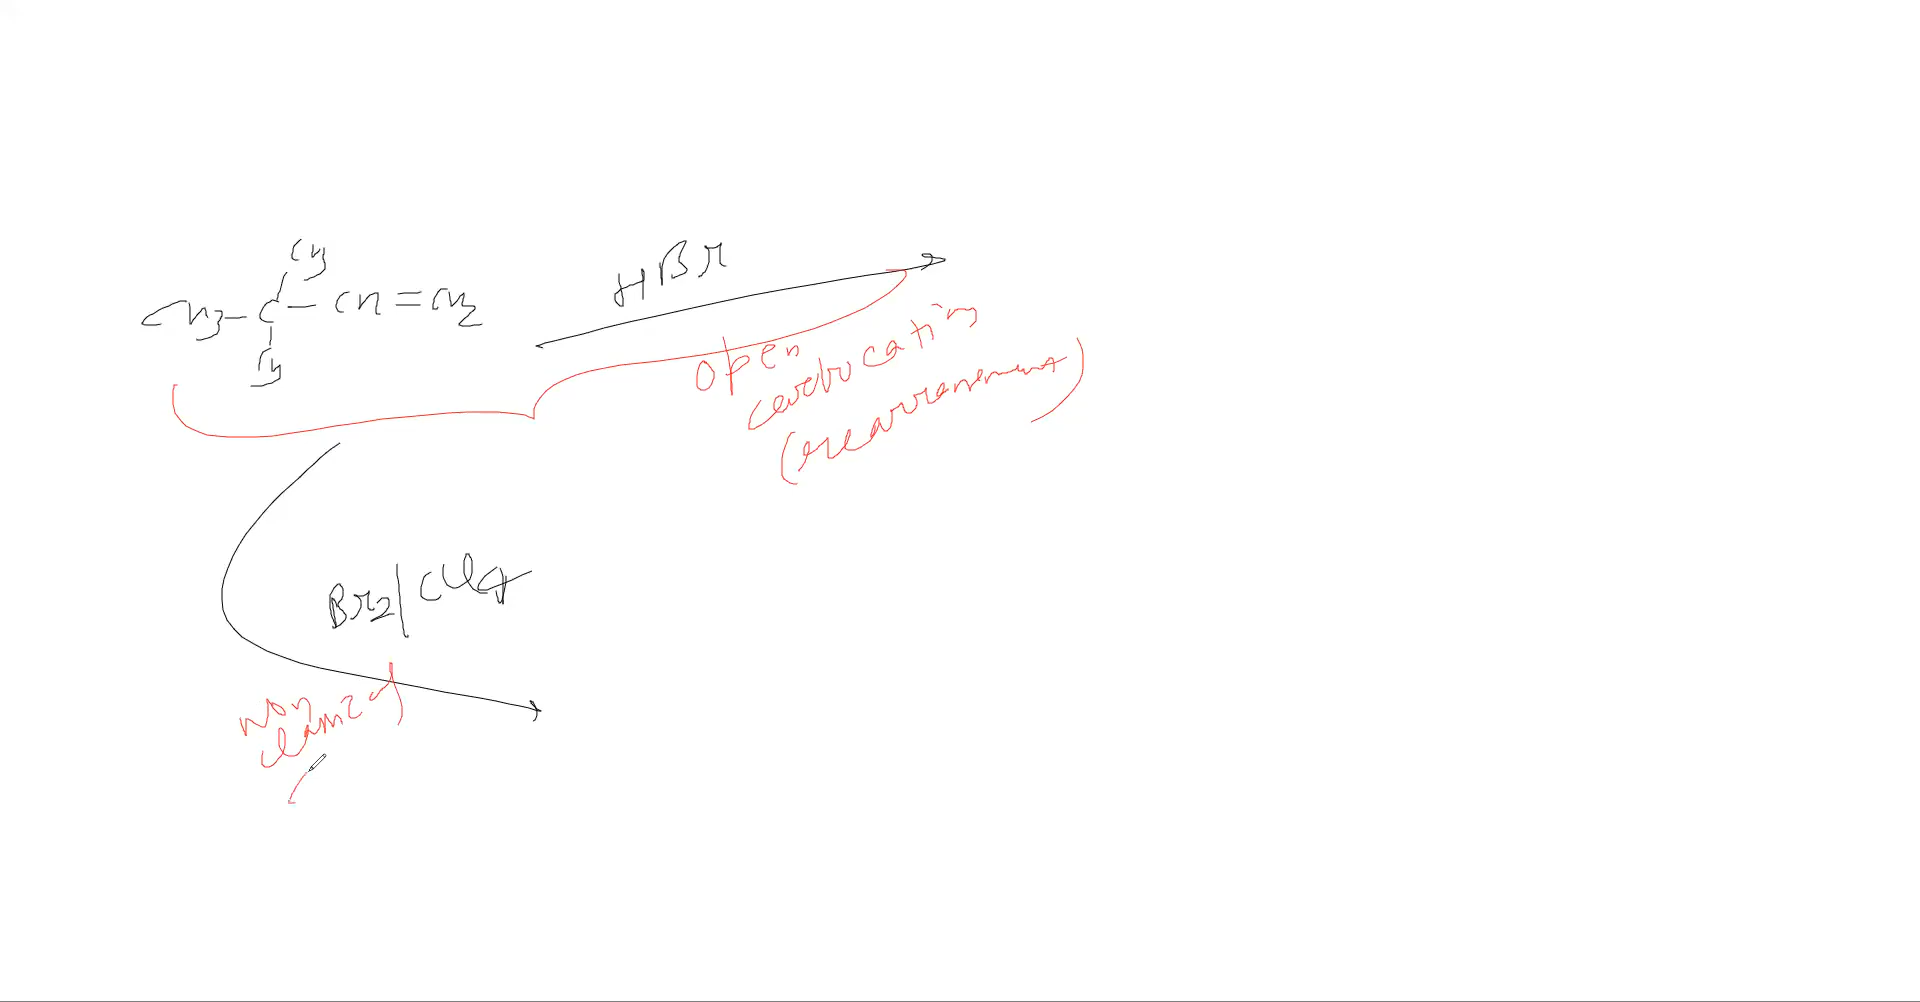 CH3
CH3-C-CH=CH2
CH3
HBr
open
carbocation
(rearrangement)
Br2/CCl4
non
classical
(